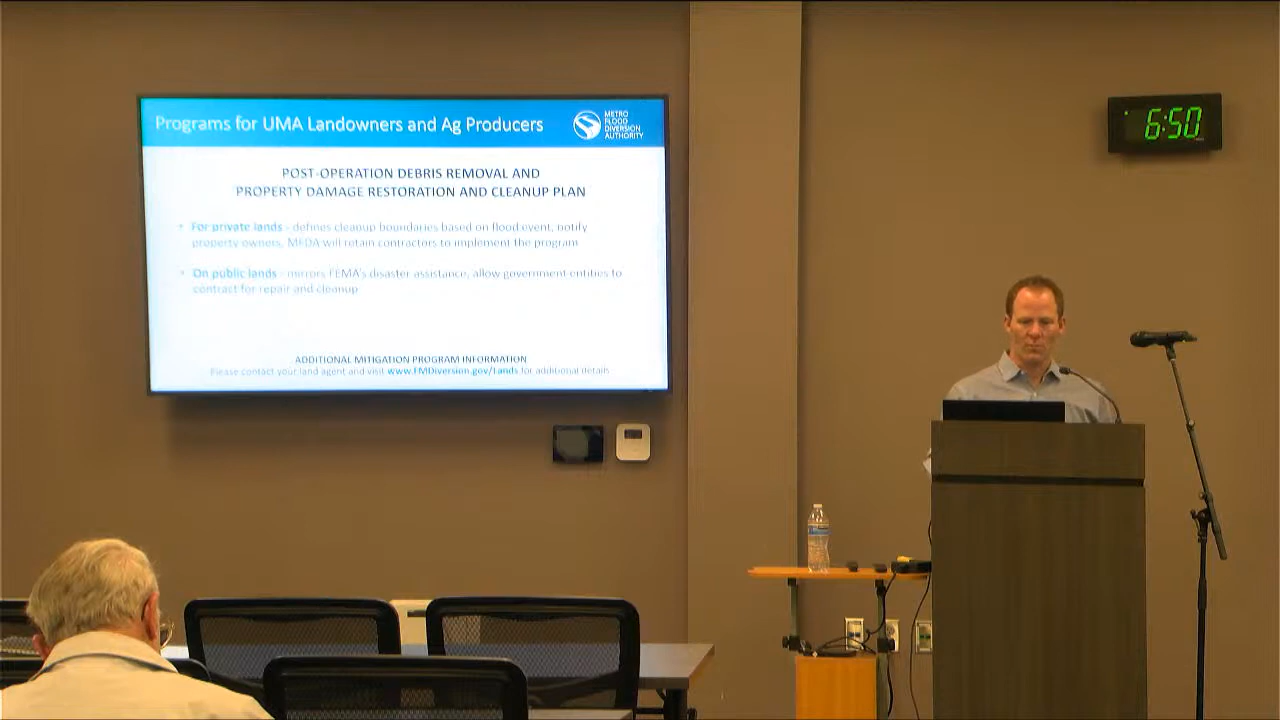 Programs for UMA Landowners and Ag Producers
METRO
FLOOD
DIVERSION
AUTHORITY
POST-OPERATION DEBRIS REMOVAL AND
PROPERTY DAMAGE RESTORATION AND CLEANUP PLAN
• For private lands - defines cleanup boundaries based on flood event, notify
property owners, MFDA will retain contractors to implement the program
• On public lands - mirrors FEMA's disaster assistance, allow government entities to
contract for repair and cleanup
ADDITIONAL MITIGATION PROGRAM INFORMATION
Please contact your land agent and visit www.FMDiversion.gov/Lands for additional details
6:50